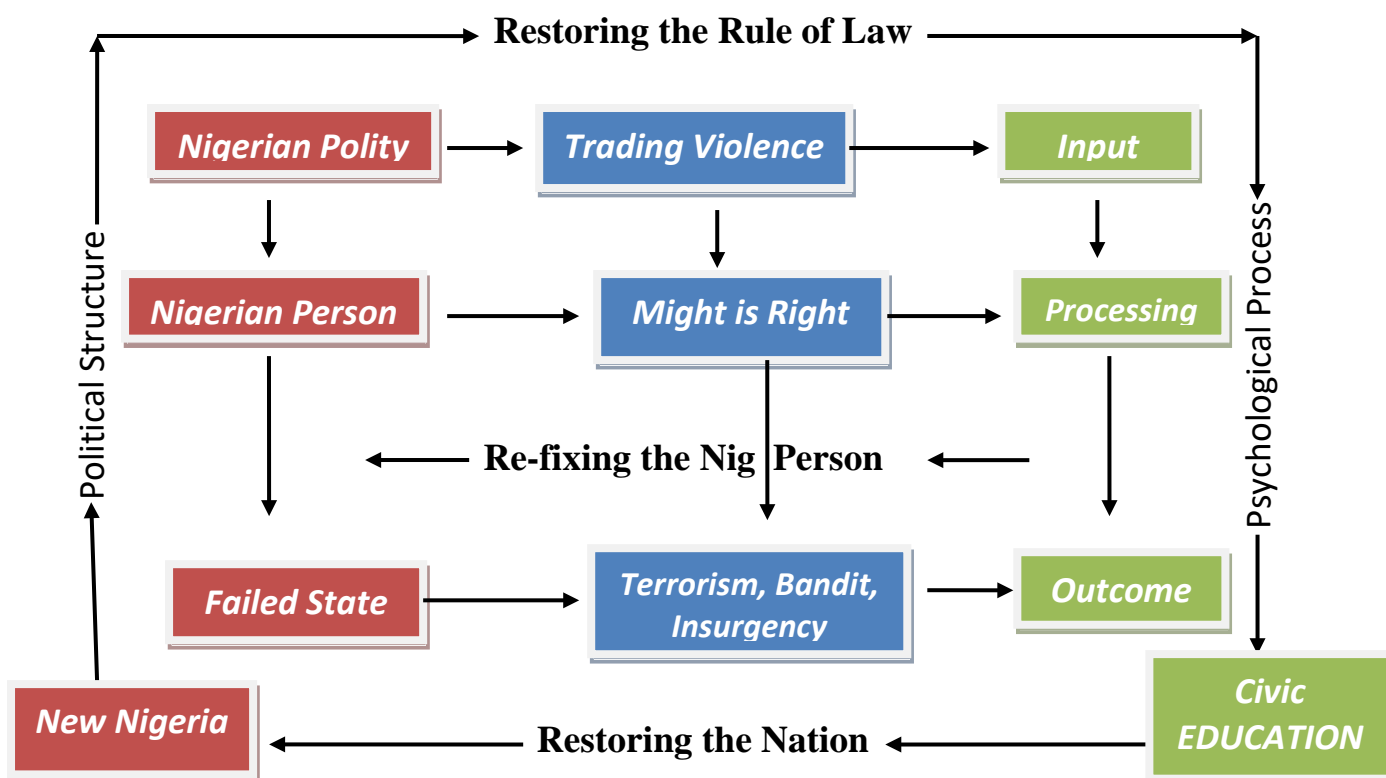 Restoring the Rule of Law
Nigerian Polity
Trading Violence
Input
Political Structure
Psychological Process
Nigerian Person
Might is Right
Processing
Re-fixing the Nig Person
Failed State
Terrorism, Bandit,
Insurgency
Outcome
New Nigeria
Restoring the Nation
Civic
EDUCATION